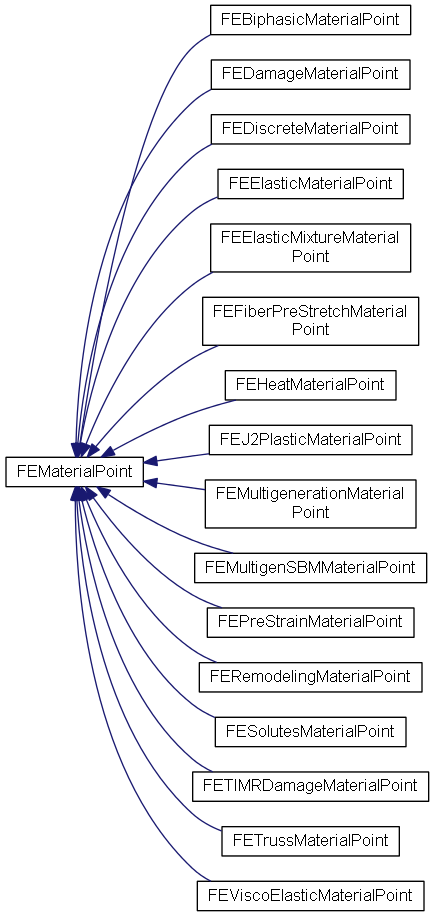 FEBiphasicMaterialPoint
FEDamageMaterialPoint
FEDiscreteMaterialPoint
FEElasticMaterialPoint
FEElasticMixtureMaterial
Point
FEFiberPreStretchMaterial
Point
FEHeatMaterialPoint
FEJ2PlasticMaterialPoint
FEMaterialPoint
FEMultigenerationMaterial
Point
FEMultigenSBMMaterialPoint
FEPreStrainMaterialPoint
FERemodelingMaterialPoint
FESolutesMaterialPoint
FETIMRDamageMaterialPoint
FETrussMaterialPoint
FEViscoElasticMaterialPoint